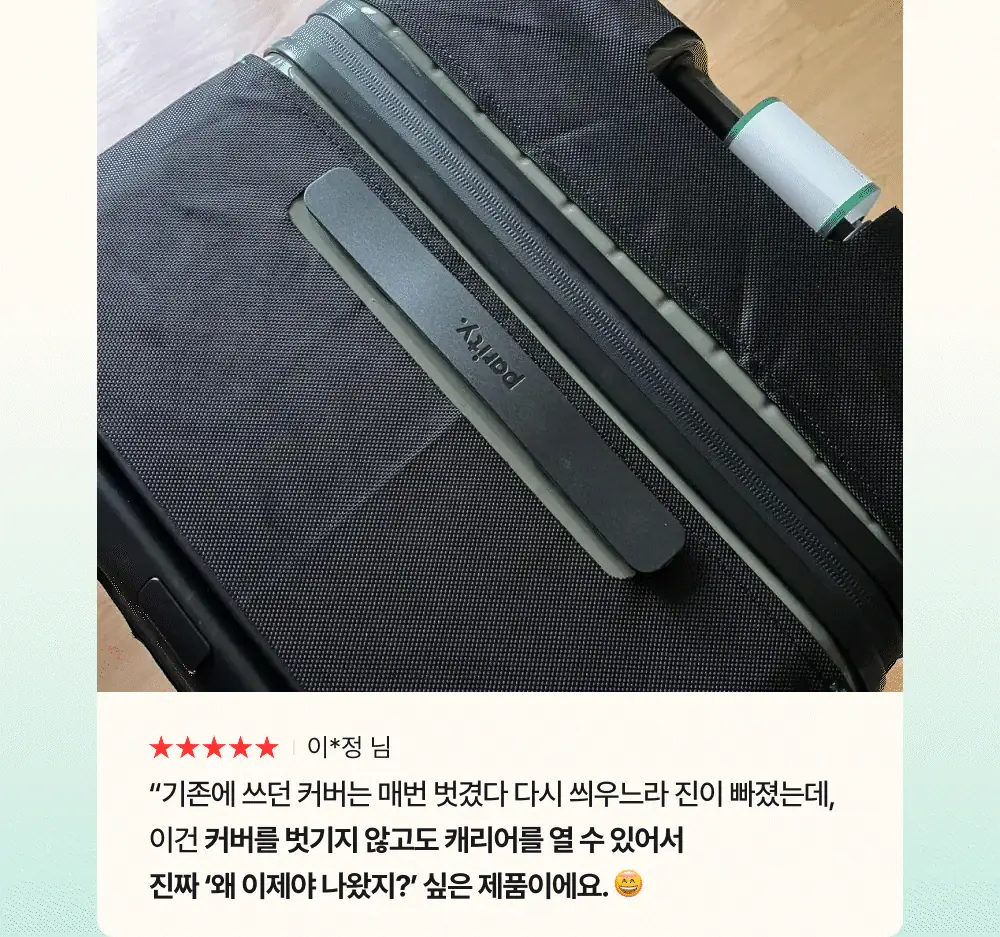 parity.
★★★★★ | 이*정 님
“기존에 쓰던 커버는 매번 벗겼다 다시 씌우느라 진이 빠졌는데,
이건 커버를 벗기지 않고도 캐리어를 열 수 있어서
진짜 ‘왜 이제야 나왔지?’ 싶은 제품이에요. 😁